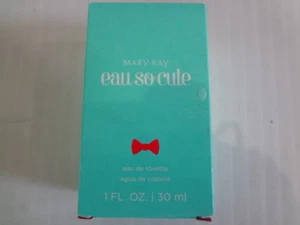 MARY KAY
eau so cute
eau de toilette
agua de colonia
1 FL. OZ. | 30 ml